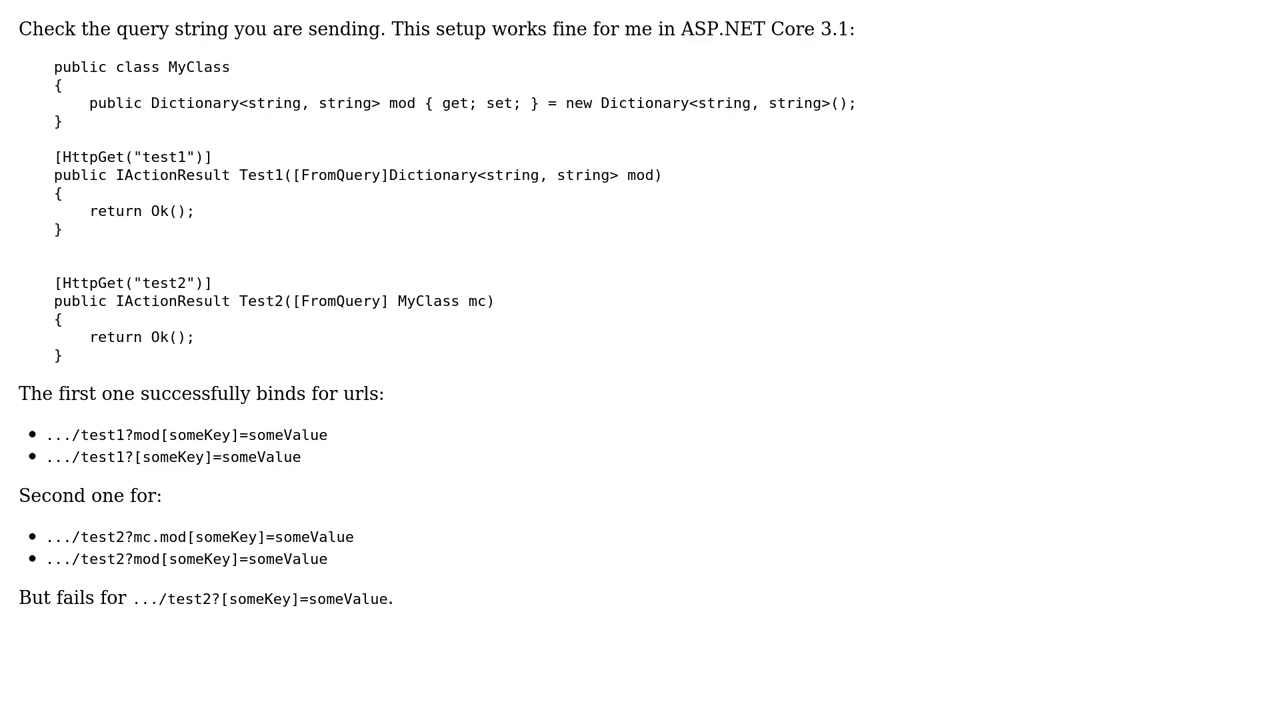 Check the query string you are sending. This setup works fine for me in ASP.NET Core 3.1:
public class MyClass
{
    public Dictionary<string, string> mod { get; set; } = new Dictionary<string, string>();
}
[HttpGet("test1")]
public IActionResult Test1([FromQuery]Dictionary<string, string> mod)
{
    return Ok();
}
[HttpGet("test2")]
public IActionResult Test2([FromQuery] MyClass mc)
{
    return Ok();
}
The first one successfully binds for urls:
• .../test1?mod[someKey]=someValue
• .../test1?[someKey]=someValue
Second one for:
• .../test2?mc.mod[someKey]=someValue
• .../test2?mod[someKey]=someValue
But fails for .../test2?[someKey]=someValue.